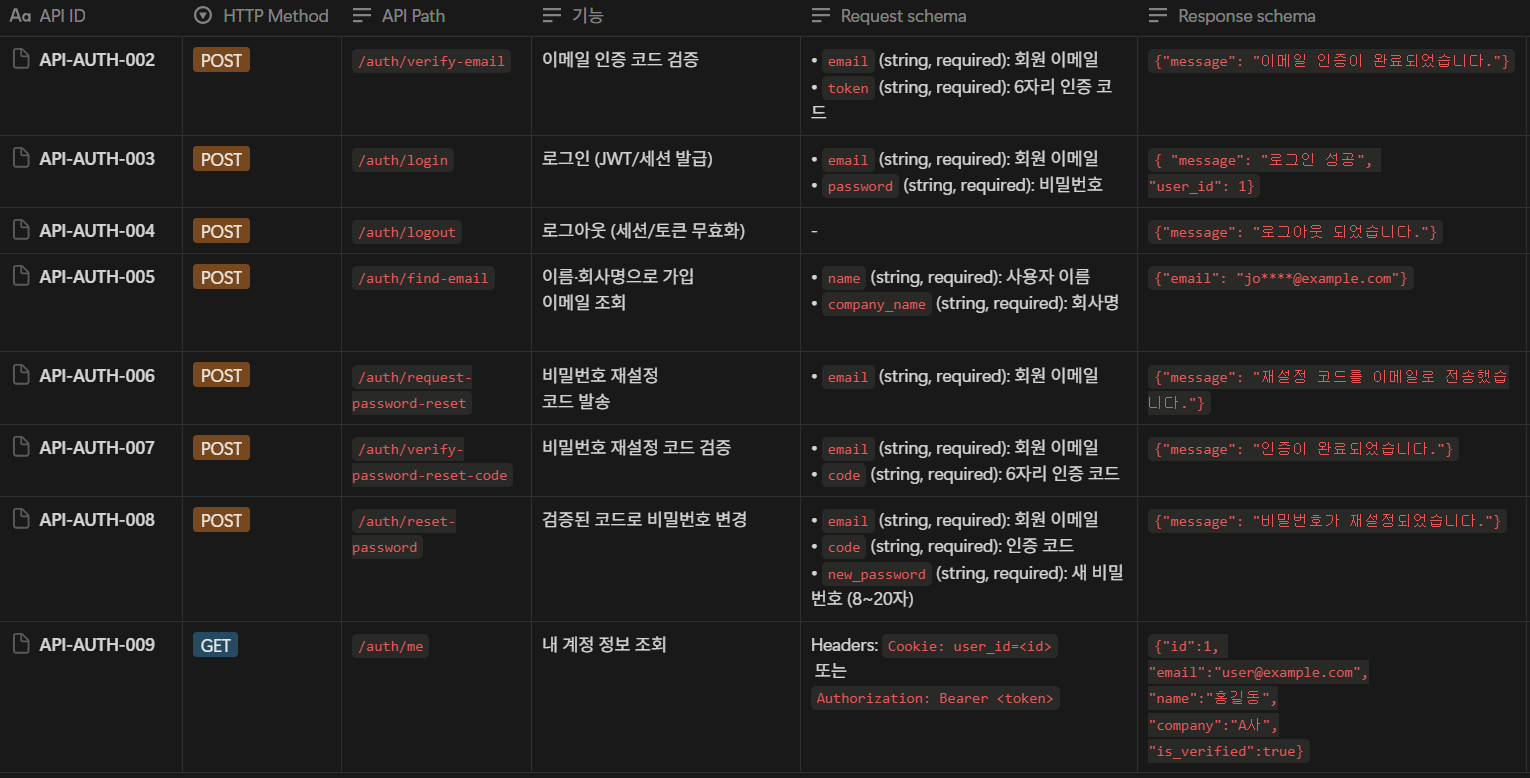 Aa API ID HTTP Method API Path 기능 Request schema Response schema
API-AUTH-002 POST /auth/verify-email 이메일 인증 코드 검증 • email (string, required): 회원 이메일 {"message": "이메일 인증이 완료되었습니다."}
• token (string, required): 6자리 인증 코
드
API-AUTH-003 POST /auth/login 로그인 (JWT/세션 발급) • email (string, required): 회원 이메일 { "message": "로그인 성공",
• password (string, required): 비밀번호 "user_id": 1}
API-AUTH-004 POST /auth/logout 로그아웃 (세션/토큰 무효화) - {"message": "로그아웃 되었습니다."}
API-AUTH-005 POST /auth/find-email 이름·회사명으로 가입 • name (string, required): 사용자 이름 {"email": "jo****@example.com"}
이메일 조회 • company_name (string, required): 회사명
API-AUTH-006 POST /auth/request- 비밀번호 재설정 • email (string, required): 회원 이메일 {"message": "재설정 코드를 이메일로 전송했습
password-reset 코드 발송 니다."}
API-AUTH-007 POST /auth/verify- 비밀번호 재설정 코드 검증 • email (string, required): 회원 이메일 {"message": "인증이 완료되었습니다."}
password-reset-code • code (string, required): 6자리 인증 코드
API-AUTH-008 POST /auth/reset- 검증된 코드로 비밀번호 변경 • email (string, required): 회원 이메일 {"message": "비밀번호가 재설정되었습니다."}
password • code (string, required): 인증 코드
• new_password (string, required): 새 비밀
번호 (8~20자)
API-AUTH-009 GET /auth/me 내 계정 정보 조회 Headers: Cookie: user_id=<id> {"id":1,
또는 "email":"user@example.com",
Authorization: Bearer <token> "name":"홍길동",
"company":"A사",
"is_verified":true}